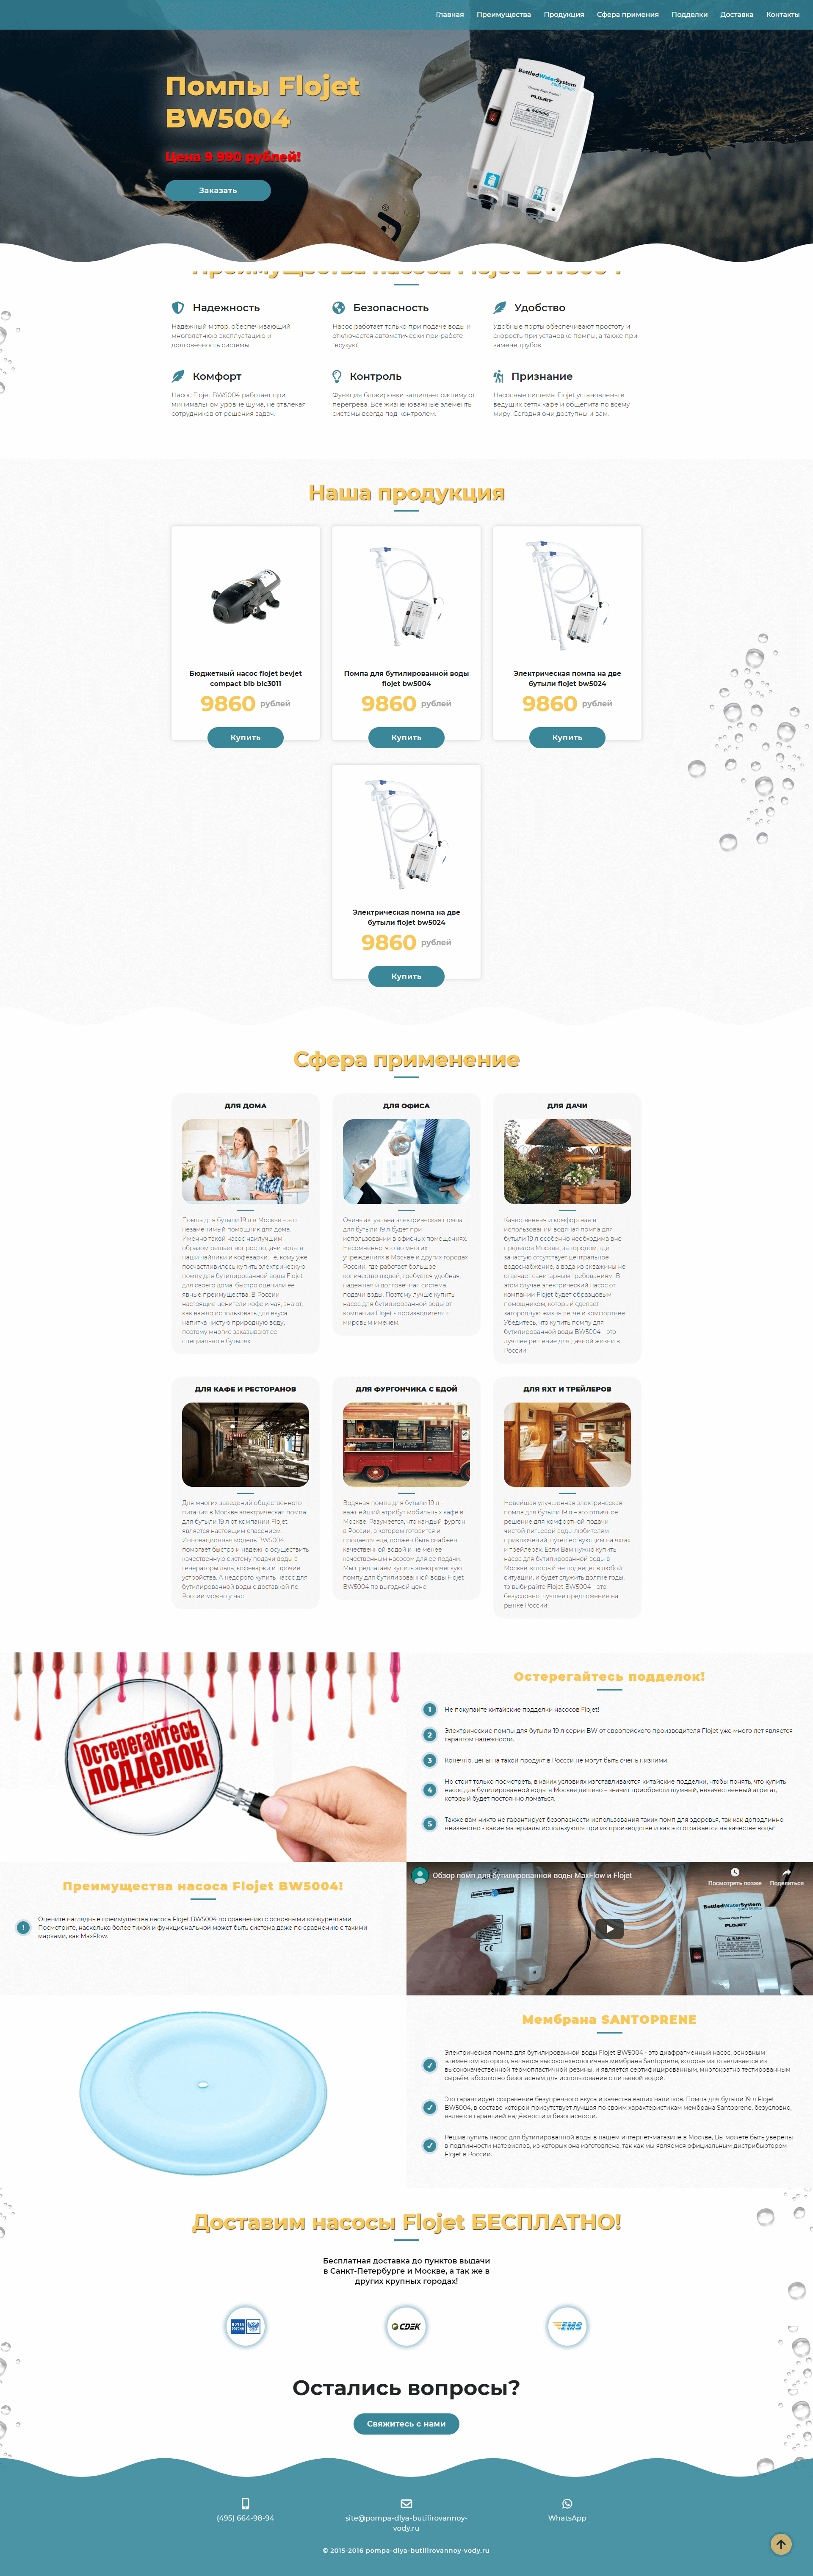 Главная Преимущества Продукция Сфера примения Подделки Доставка Контакты
Помпы Flojet
BW5004
Цена 9 990 рублей!
Заказать
BottledWaterSystem
FLOJET
WARNING
Преимущества насоса Flojet BW5004
Надежность
Надежный мотор, обеспечивающий
многолетнюю эксплуатацию и
долговечность системы.
Безопасность
Насос работает только при подаче воды и
отключается автоматически при работе
"всухую".
Удобство
Удобные порты обеспечивают простоту и
скорость при установке помпы, а также при
замене трубок.
Комфорт
Насос Flojet BW5004 работает при
минимальном уровне шума, не отвлекая
сотрудников от решения задач.
Контроль
Функция блокировки защищает систему от
перегрева. Все жизненоважные элементы
системы всегда под контролем.
Признание
Насосные системы Flojet установлены в
ведущих сетях кафе и общепита по всему
миру. Сегодня они доступны и вам.
Наша продукция
Бюджетный насос flojet bevjet
compact bib blc3011
9860 рублей
Купить
Помпа для бутилированной воды
flojet bw5004
9860 рублей
Купить
Электрическая помпа на две
бутыли flojet bw5024
9860 рублей
Купить
Электрическая помпа на две
бутыли flojet bw5024
9860 рублей
Купить
Сфера применение
ДЛЯ ДОМА
Помпа для бутыли 19 л в Москве – это
незаменимый помощник для дома.
Именно такой насос наилучшим
образом решает вопрос подачи воды в
наши чайники и кофеварки. Те, кому уже
посчастливилось купить электрическую
помпу для бутилированной воды Flojet
для своего дома, быстро оценили ее
явные преимущества. В России
настоящие ценители кофе и чая, знают,
как важно использовать для вкуса
напитка чистую природную воду,
поэтому многие заказывают ее
специально в бутылях.
ДЛЯ ОФИСА
Очень актуальна электрическая помпа
для бутыли 19 л будет при
использовании в офисных помещениях.
Несомненно, что во многих
учреждениях в Москве и других городах
России, где работает большое
количество людей, требуется удобная,
надёжная и долговечная система
подачи воды. Поэтому лучше купить
насос для бутилированной воды от
компании Flojet - производителя с
мировым именем.
ДЛЯ ДАЧИ
Качественная и комфортная в
использовании водяная помпа для
бутыли 19 л особенно необходима вне
пределов Москвы, за городом, где
зачастую отсутствует центральное
водоснабжение, а вода из скважины не
отвечает санитарным требованиям. В
этом случае электрический насос от
компании Flojet будет образцовым
помощником, который сделает
загородную жизнь легче и комфортнее.
Убедитесь, что купить помпу для
бутилированной воды BW5004 – это
лучшее решение для дачной жизни в
России.
ДЛЯ КАФЕ И РЕСТОРАНОВ
Для многих заведений общественного
питания в Москве электрическая помпа
для бутыли 19 л от компании Flojet
является настоящим спасением.
Инновационная модель BW5004
помогает быстро и надежно осуществить
качественную систему подачи воды в
генераторы льда, кофеварки и прочие
устройства. А недорого купить насос для
бутилированной воды с доставкой по
России можно у нас.
ДЛЯ ФУРГОНЧИКА С ЕДОЙ
Водяная помпа для бутыли 19 л –
важнейший атрибут мобильных кафе в
Москве. Разумеется, что каждый фургон
в России, в котором готовится и
продается еда, должен быть снабжен
качественной водой и не менее
качественным насосом для ее подачи.
Мы предлагаем купить электрическую
помпу для бутилированной воды Flojet
BW5004 по выгодной цене.
ДЛЯ ЯХТ И ТРЕЙЛЕРОВ
Новейшая улучшенная электрическая
помпа для бутыли 19 л – это отличное
решение для комфортной подачи
чистой питьевой воды любителям
приключений, путешествующим на яхтах
и трейлерах. Если Вам нужно купить
насос для бутилированной воды в
Москве, который не подведет в любой
ситуации, и будет служить долгие годы,
то выбирайте Flojet BW5004 – это,
безусловно, лучшее предложение на
рынке России!
Остерегайтесь
подделок
Остерегайтесь подделок!
1 Не покупайте китайские подделки насосов Flojet!
2 Электрические помпы для бутыли 19 л серии BW от европейского производителя Flojet уже много лет является
гарантом надёжности.
3 Конечно, цены на такой продукт в Россси не могут быть очень низкими.
4 Но стоит только посмотреть, в каких условиях изготавливаются китайские подделки, чтобы понять, что купить
насос для бутилированной воды в Москве дешево – значит приобрести шумный, некачественный агрегат,
который будет постоянно ломаться.
5 Также вам никто не гарантирует безопасности использования таких помп для здоровья, так как доподлинно
неизвестно - какие материалы используются при их производстве и как это отражается на качестве воды!
Преимущества насоса Flojet BW5004!
! Оцените наглядные преимущества насоса Flojet BW5004 по сравнению с основными конкурентами.
Посмотрите, насколько более тихой и функциональной может быть система даже по сравнению с такими
марками, как MaxFlow.
Обзор помп для бутилированной воды MaxFlow и Flojet
Посмотреть позже Поделиться
BottledWaterSystem
FLOJET
Мембрана SANTOPRENE
Электрическая помпа для бутилированной воды Flojet BW5004 - это диафрагменный насос, основным
элементом которого, является высокотехнологичная мембрана Santoprene, которая изготавливается из
высококачественной термопластичной резины, и является сертифицированным, многократно тестированным
сырьём, абсолютно безопасным для использования с питьевой водой.
Это гарантирует сохранение безупречного вкуса и качества ваших напитков. Помпа для бутыли 19 л Flojet
BW5004, в составе которой присутствует лучшая по своим характеристикам мембрана Santoprene, безусловно,
является гарантией надёжности и безопасности.
Решив купить насос для бутилированной воды в нашем интернет-магазине в Москве, Вы можете быть уверены
в подлинности материалов, из которых она изготовлена, так как мы являемся официальным дистрибьютором
Flojet в России.
Доставим насосы Flojet БЕСПЛАТНО!
Бесплатная доставка до пунктов выдачи
в Санкт-Петербурге и Москве, а так же в
других крупных городах!
ПОЧТА РОССИИ
CDEK
EMS
Остались вопросы?
Свяжитесь с нами
(495) 664-98-94
site@pompa-dlya-butilirovannoy-
vody.ru
WhatsApp
© 2015-2016 pompa-dlya-butilirovannoy-vody.ru